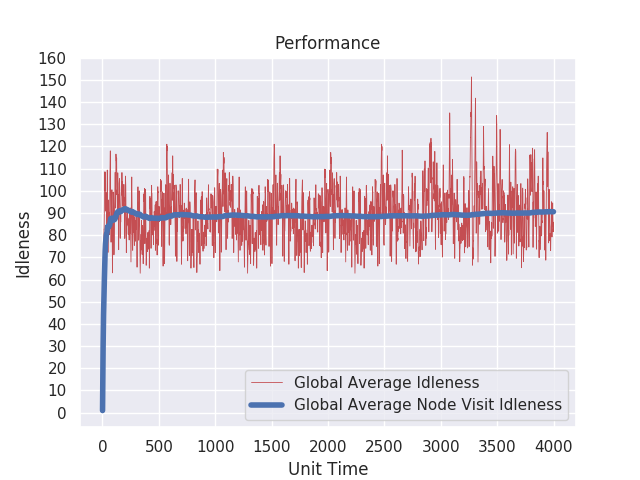 Performance
160
150
140
130
120
110
100
90
80
70
60
50
40
30
20
10
0
Idleness
0 500 1000 1500 2000 2500 3000 3500 4000
Unit Time
Global Average Idleness
Global Average Node Visit Idleness